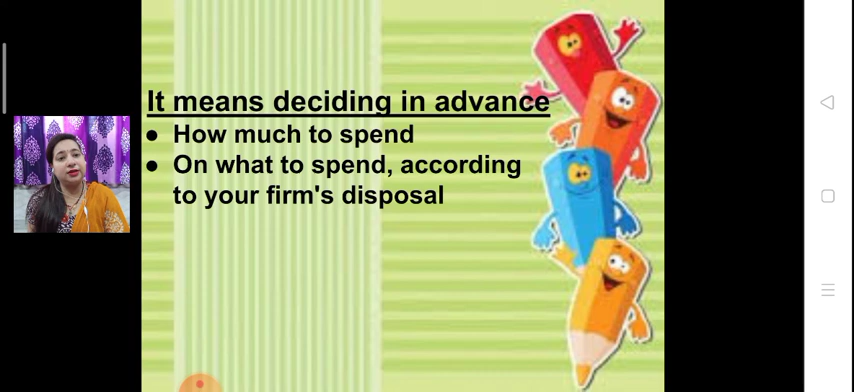 It means deciding in advance
● How much to spend
● On what to spend, according
to your firm's disposal